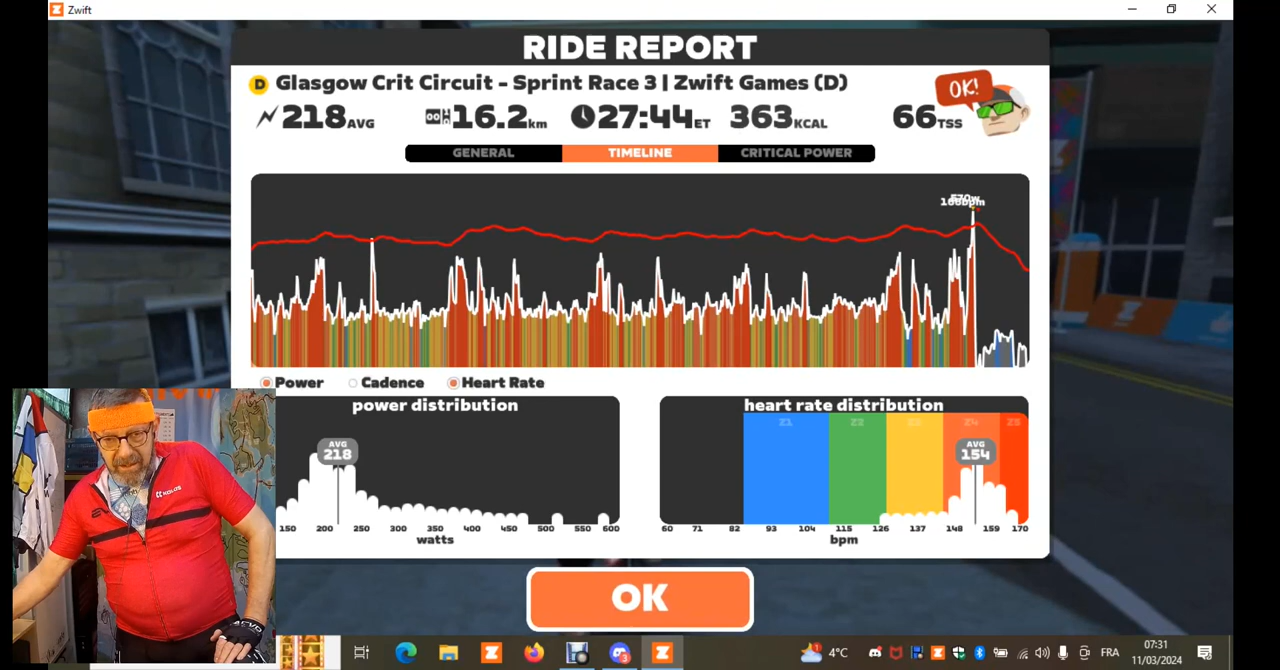 Zwift
RIDE REPORT
D Glasgow Crit Circuit - Sprint Race 3 | Zwift Games (D)
OK!
218AVG 16.2km 27:44ET 363KCAL 66TSS
GENERAL TIMELINE CRITICAL POWER
Power Cadence Heart Rate
power distribution
AVG
218
150 200 250 300 350 400 450 500 550 600
watts
heart rate distribution
Z1 Z2 Z3 Z4 Z5
AVG
154
60 71 82 93 104 115 126 137 148 159 170
bpm
OK
4°C
FRA
07:31
11/03/2024